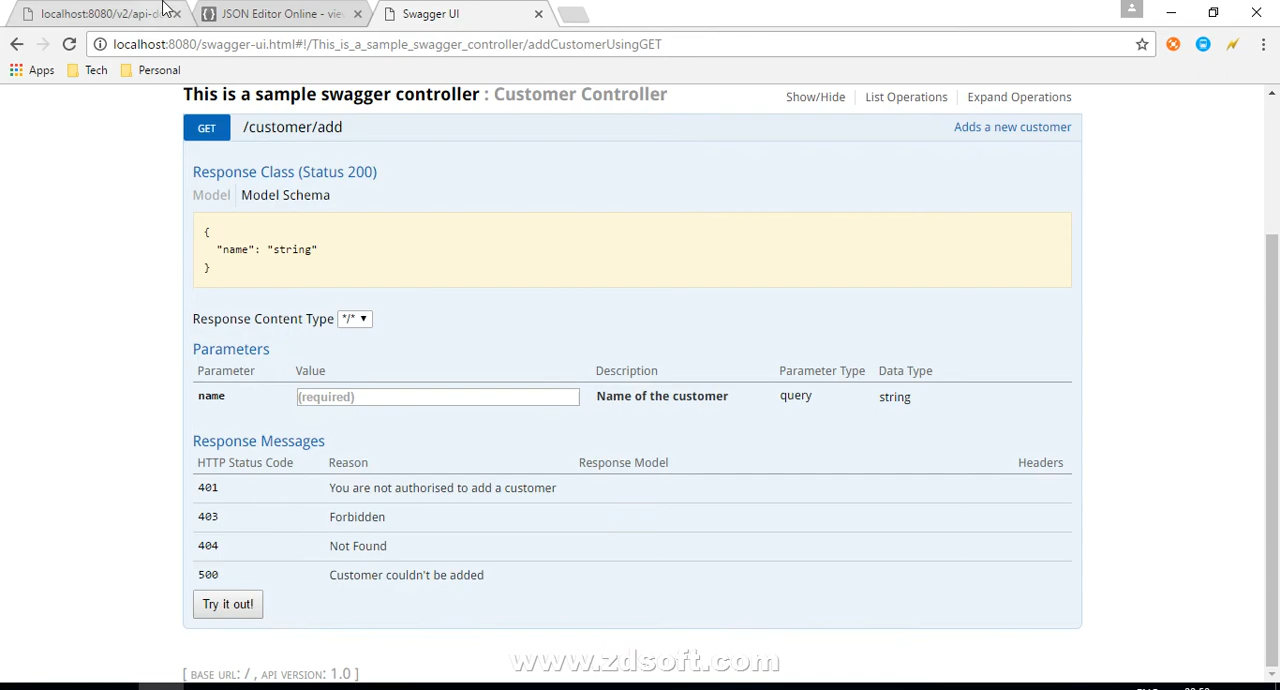 localhost:8080/v2/api-d
JSON Editor Online - vie
Swagger UI
localhost:8080/swagger-ui.html#!/This_is_a_sample_swagger_controller/addCustomerUsingGET
Apps Tech Personal
This is a sample swagger controller : Customer Controller Show/Hide List Operations Expand Operations
GET /customer/add Adds a new customer
Response Class (Status 200)
Model Model Schema
{
"name": "string"
}
Response Content Type */*
Parameters
Parameter Value Description Parameter Type Data Type
name (required) Name of the customer query string
Response Messages
HTTP Status Code Reason Response Model Headers
401 You are not authorised to add a customer
403 Forbidden
404 Not Found
500 Customer couldn't be added
Try it out!
www.zdsoft.com
[ BASE URL: / , API VERSION: 1.0 ]